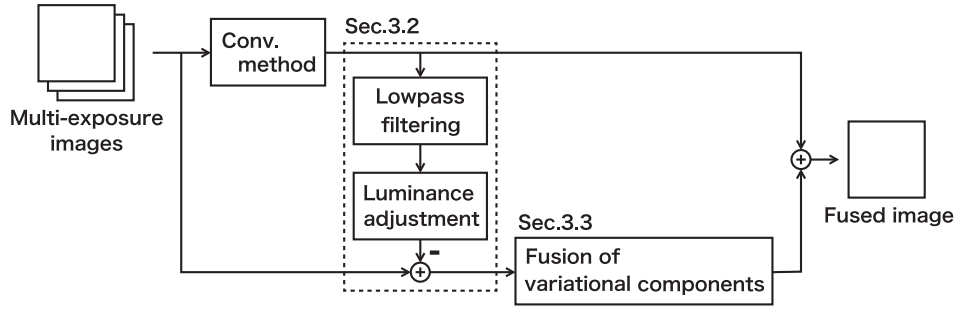 Multi-exposure
images
Conv.
method
Sec.3.2
Lowpass
filtering
Luminance
adjustment
-
+
Sec.3.3
Fusion of
variational components
+
Fused image